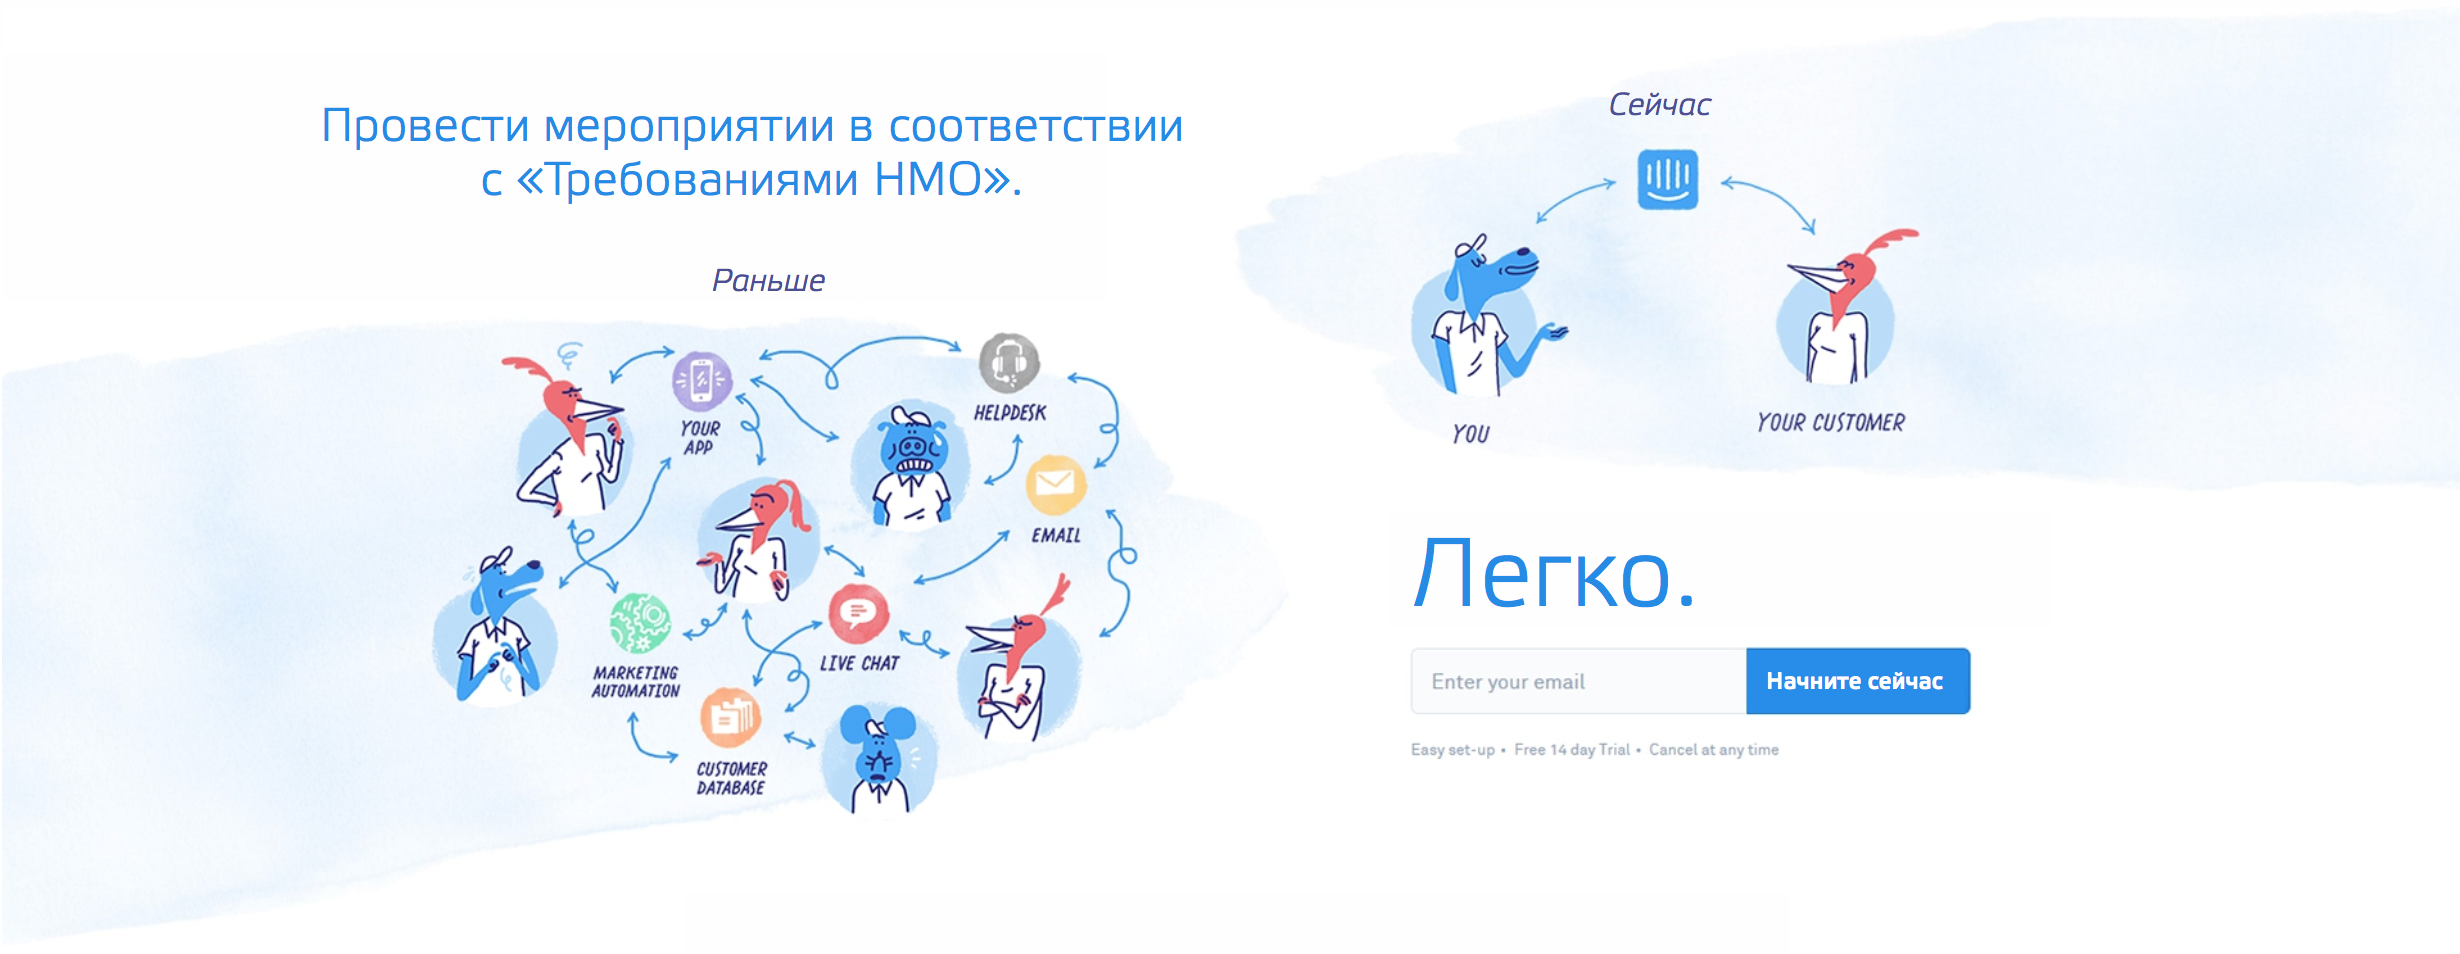 Провести мероприятии в соответствии
с «Требованиями НМО».
Раньше
YOUR
APP
HELPDESK
EMAIL
MARKETING
AUTOMATION
LIVE CHAT
CUSTOMER
DATABASE
Сейчас
YOU
YOUR CUSTOMER
Легко.
Enter your email
Начните сейчас
Easy set-up • Free 14 day Trial • Cancel at any time